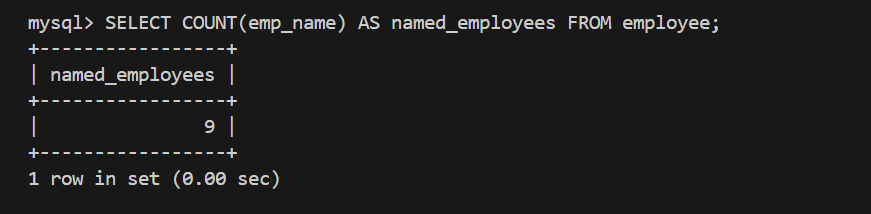 mysql> SELECT COUNT(emp_name) AS named_employees FROM employee;
+-----------------+
| named_employees |
+-----------------+
|               9 |
+-----------------+
1 row in set (0.00 sec)